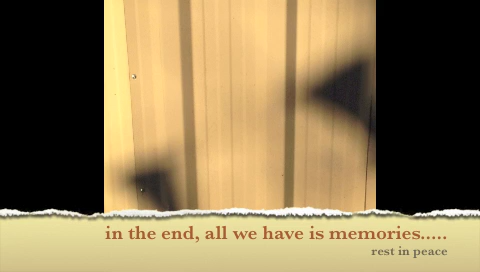 in the end, all we have is memories.....
rest in peace